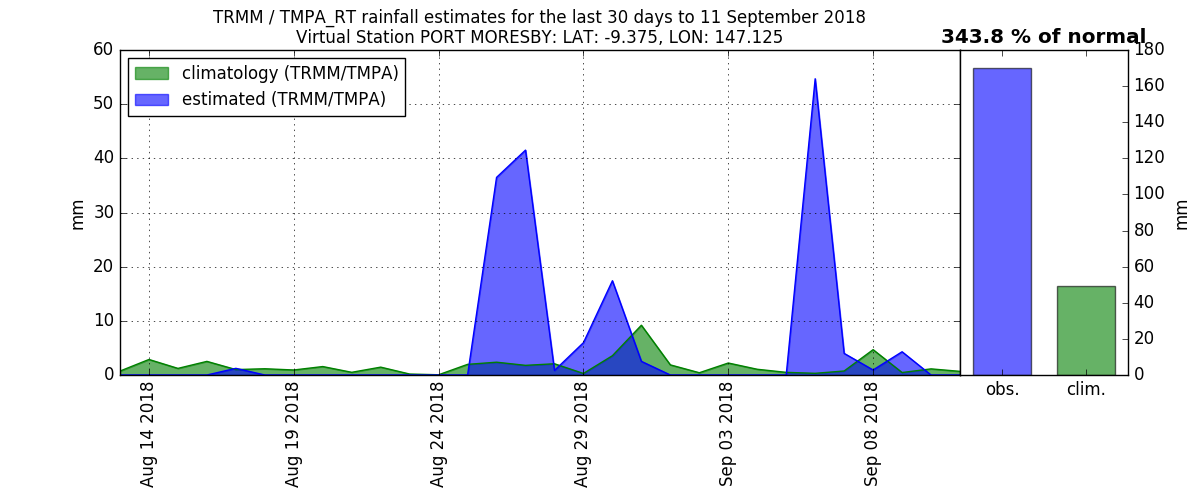 TRMM / TMPA_RT rainfall estimates for the last 30 days to 11 September 2018
Virtual Station PORT MORESBY: LAT: -9.375, LON: 147.125
343.8 % of normal
climatology (TRMM/TMPA)
estimated (TRMM/TMPA)
60
50
40
30
20
10
0
mm
Aug 14 2018
Aug 19 2018
Aug 24 2018
Aug 29 2018
Sep 03 2018
Sep 08 2018
180
160
140
120
100
80
60
40
20
0
mm
obs.
clim.